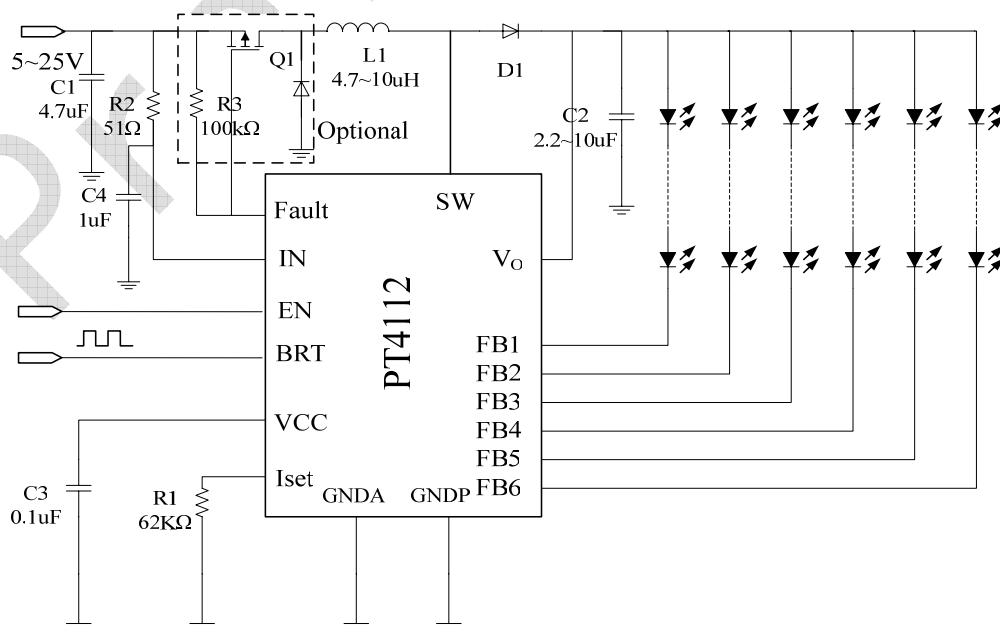 5~25V
C1
4.7uF
R2
51Ω
R3
100kΩ
Q1
Optional
L1
4.7~10uH
D1
C2
2.2~10uF
C4
1uF
Fault
IN
EN
BRT
VCC
Iset
SW
VO
PT4112
FB1
FB2
FB3
FB4
FB5
FB6
GNDA
GNDP
C3
0.1uF
R1
62KΩ